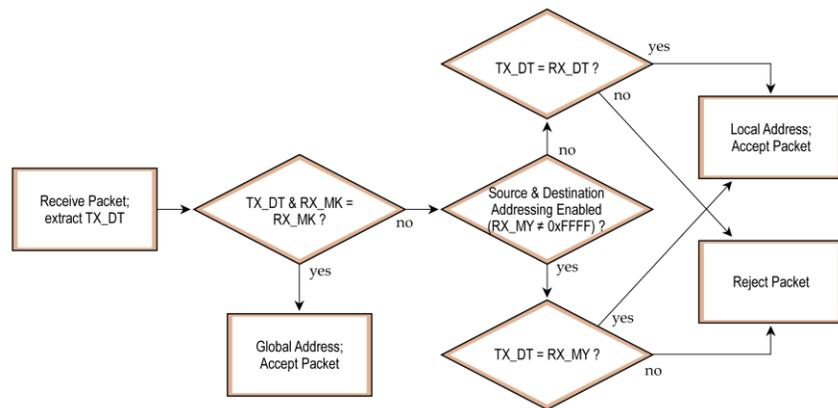 TX_DT = RX_DT ?
yes
no
Local Address;
Accept Packet
Receive Packet;
extract TX_DT
TX_DT & RX_MK =
RX_MK ?
no
yes
Global Address;
Accept Packet
no
Source & Destination
Addressing Enabled
(RX_MY ≠ 0xFFFF) ?
yes
TX_DT = RX_MY ?
yes
no
Reject Packet